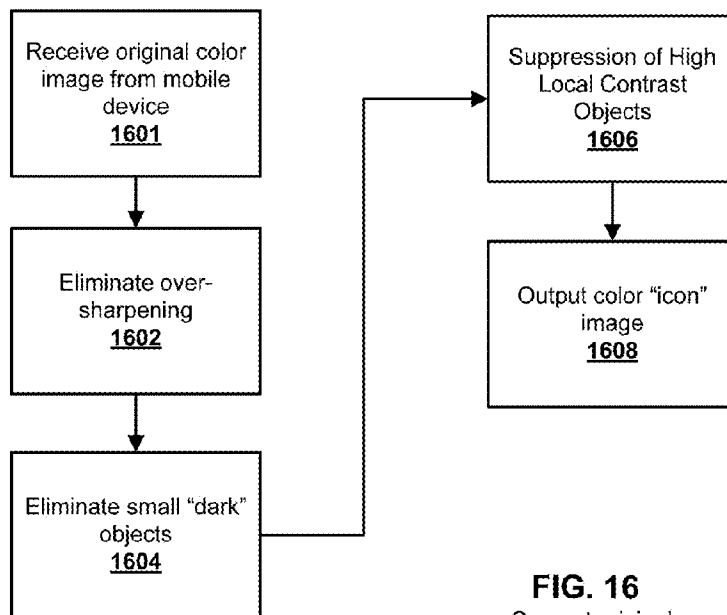 Receive original color
image from mobile
device
1601
Eliminate over-
sharpening
1602
Eliminate small "dark"
objects
1604
Suppression of High
Local Contrast
Objects
1606
Output color "icon"
image
1608
FIG. 16